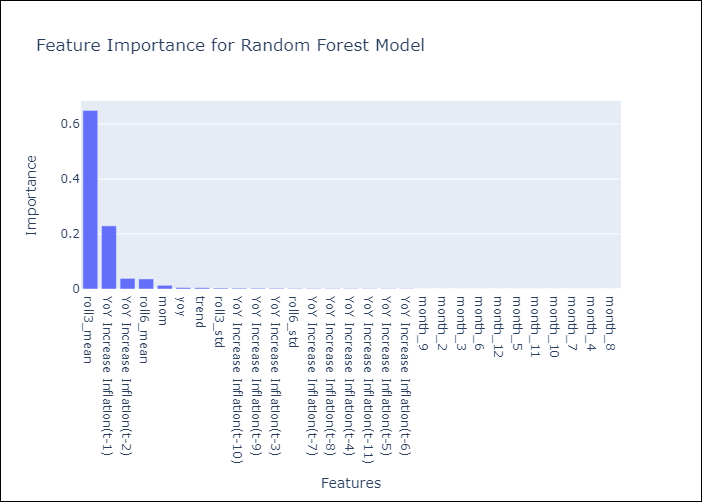 Feature Importance for Random Forest Model
Importance
0.6
0.4
0.2
0
roll3_mean
YoY Increase Inflation(t-1)
YoY Increase Inflation(t-2)
roll6_mean
mom
yoy
trend
roll3_std
YoY Increase Inflation(t-10)
YoY Increase Inflation(t-9)
YoY Increase Inflation(t-3)
roll6_std
YoY Increase Inflation(t-7)
YoY Increase Inflation(t-8)
YoY Increase Inflation(t-4)
YoY Increase Inflation(t-11)
YoY Increase Inflation(t-5)
YoY Increase Inflation(t-6)
month_9
month_2
month_3
month_6
month_12
month_5
month_11
month_10
month_7
month_4
month_8
Features